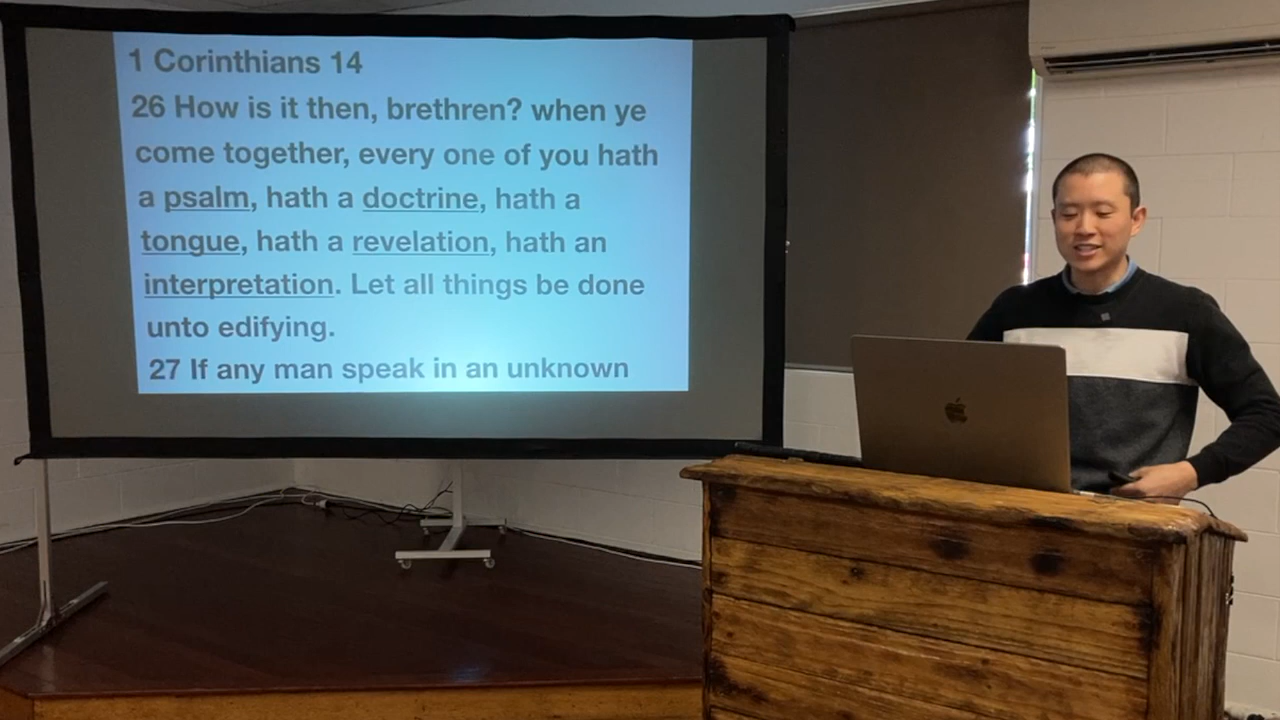 1 Corinthians 14
26 How is it then, brethren? when ye
come together, every one of you hath
a psalm, hath a doctrine, hath a
tongue, hath a revelation, hath an
interpretation. Let all things be done
unto edifying.
27 If any man speak in an unknown